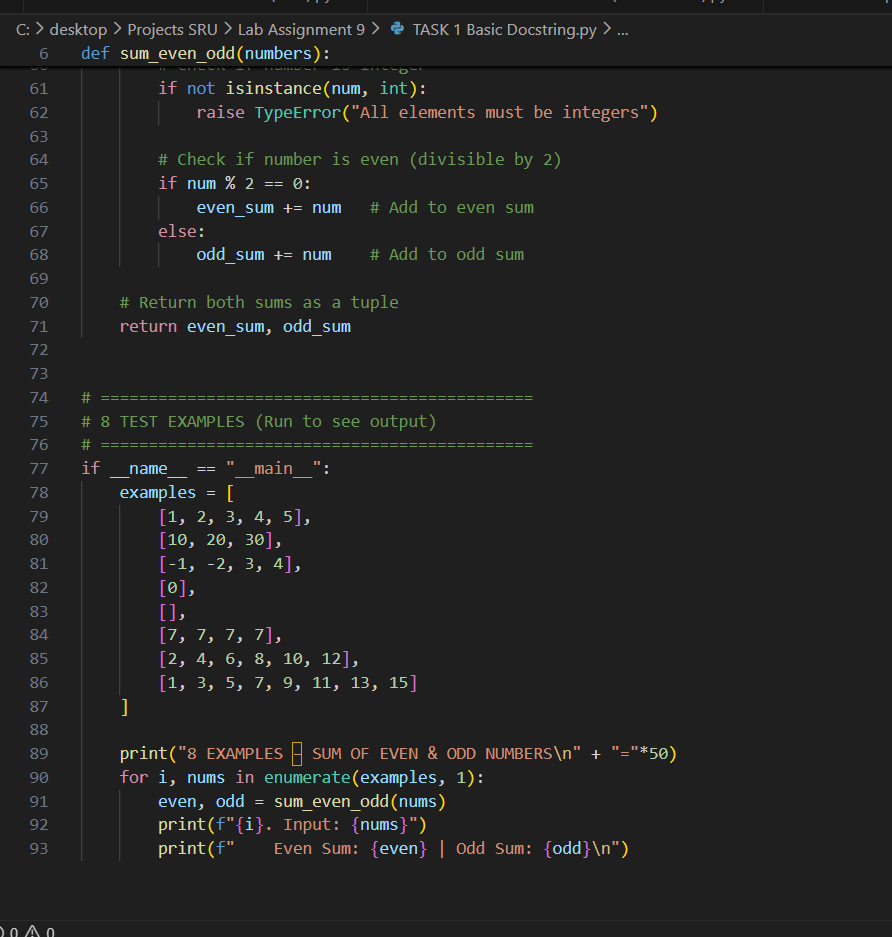 C: > desktop > Projects SRU > Lab Assignment 9 > TASK 1 Basic Docstring.py > ...
6 def sum_even_odd(numbers):
60 # Check if number is integer
61 if not isinstance(num, int):
62 raise TypeError("All elements must be integers")
63
64 # Check if number is even (divisible by 2)
65 if num % 2 == 0:
66 even_sum += num # Add to even sum
67 else:
68 odd_sum += num # Add to odd sum
69
70 # Return both sums as a tuple
71 return even_sum, odd_sum
72
73
74 # =============================================
75 # 8 TEST EXAMPLES (Run to see output)
76 # =============================================
77 if __name__ == "__main__":
78 examples = [
79 [1, 2, 3, 4, 5],
80 [10, 20, 30],
81 [-1, -2, 3, 4],
82 [0],
83 [],
84 [7, 7, 7, 7],
85 [2, 4, 6, 8, 10, 12],
86 [1, 3, 5, 7, 9, 11, 13, 15]
87 ]
88
89 print("8 EXAMPLES – SUM OF EVEN & ODD NUMBERS\n" + "="*50)
90 for i, nums in enumerate(examples, 1):
91 even, odd = sum_even_odd(nums)
92 print(f"{i}. Input: {nums}")
93 print(f"    Even Sum: {even} | Odd Sum: {odd}\n")
0 0